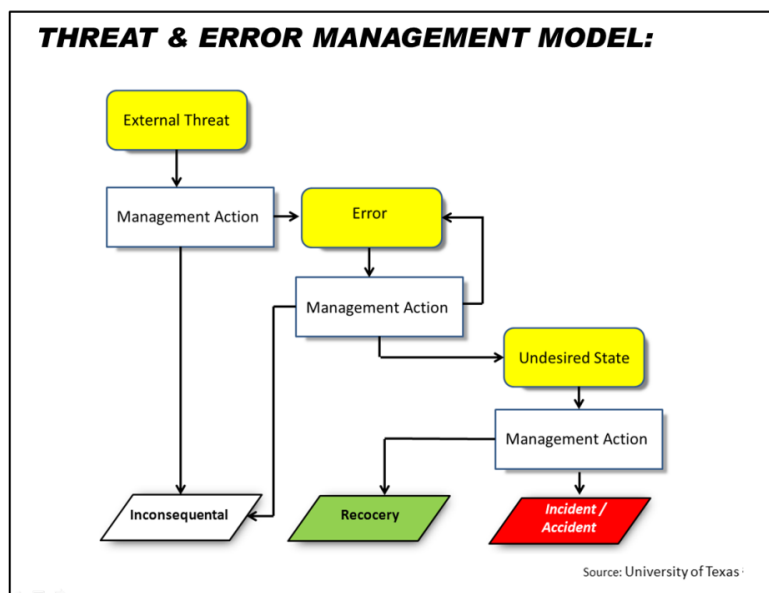 THREAT & ERROR MANAGEMENT MODEL:
External Threat
Management Action
Error
Management Action
Undesired State
Management Action
Inconsequental
Recocery
Incident /
Accident
Source: University of Texas